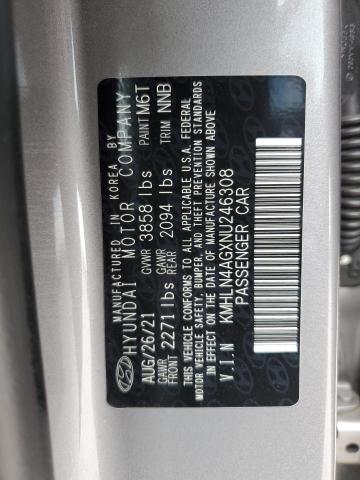 MANUFACTURED IN KOREA BY
HYUNDAI MOTOR COMPANY
AUG/26/21 GVWR 3858 lbs PAINT M6T
GAWR FRONT 2271 lbs GAWR REAR 2094 lbs TRIM NNB
THIS VEHICLE CONFORMS TO ALL APPLICABLE U.S.A. FEDERAL
MOTOR VEHICLE SAFETY, BUMPER, AND THEFT PREVENTION STANDARDS
IN EFFECT ON THE DATE OF MANUFACTURE SHOWN ABOVE.
V.I.N KMHLN4AGXNU246308
PASSENGER CAR